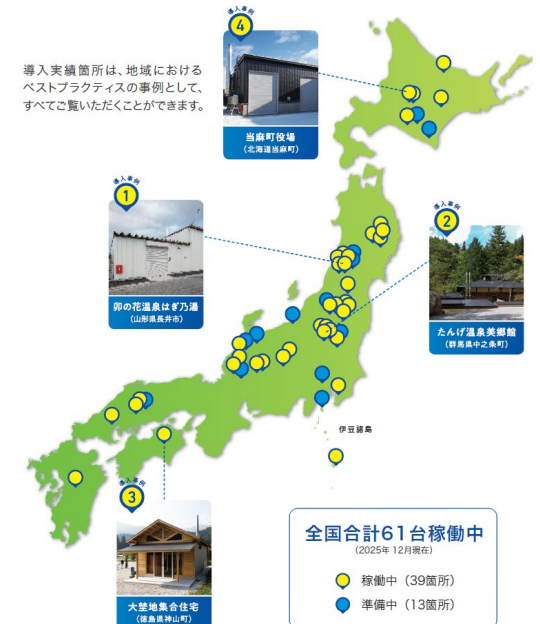 導入事例
4
導入実績箇所は、地域における
ベストプラクティスの事例として、
すべてご覧いただくことができます。
当麻町役場
(北海道当麻町)
導入事例
1
卯の花温泉はぎ乃湯
(山形県長井市)
導入事例
2
たんげ温泉美郷館
(群馬県中之条町)
伊豆諸島
導入事例
3
大埜地集合住宅
(徳島県神山町)
全国合計61台稼働中
(2025年 12月現在)
稼働中(39箇所)
準備中(13箇所)